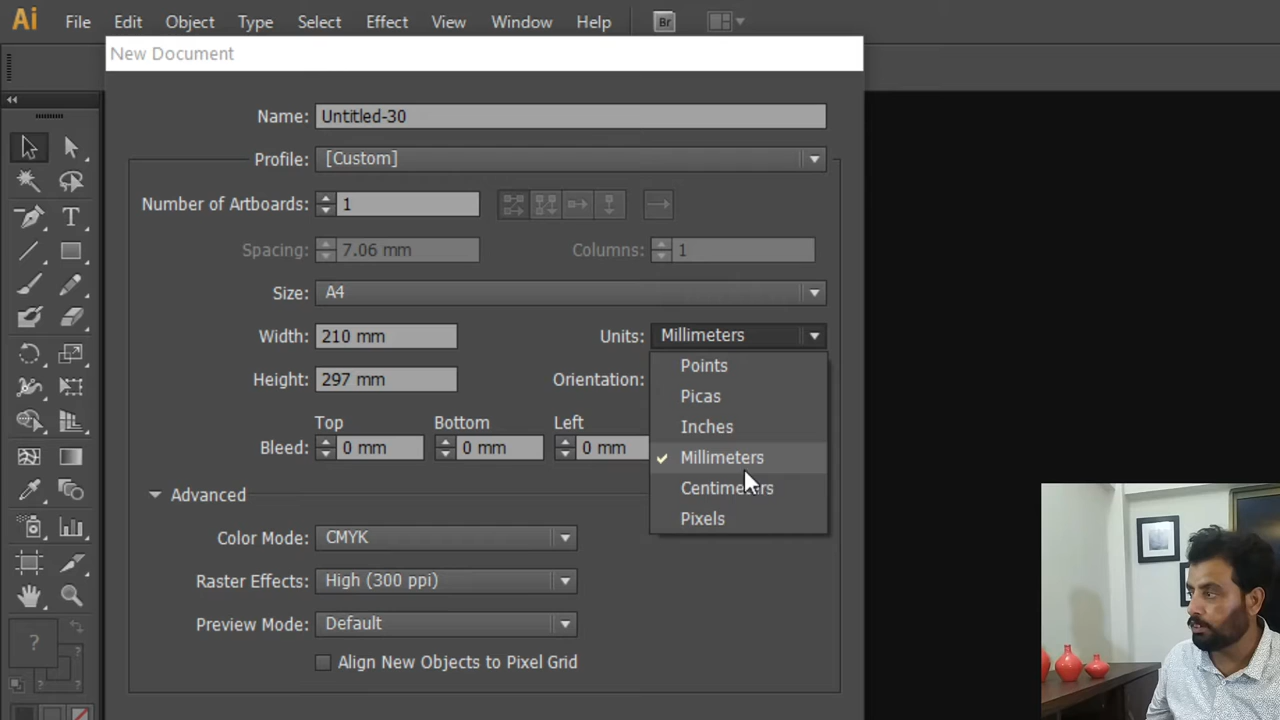 Ai File Edit Object Type Select Effect View Window Help Br
New Document
Name: Untitled-30
Profile: [Custom]
Number of Artboards: 1
Spacing: 7.06 mm Columns: 1
Size: A4
Width: 210 mm Units: Millimeters
Points
Height: 297 mm Orientation:
Picas
Inches
Top Bottom Left
Bleed: 0 mm 0 mm 0 mm
Millimeters
Centimeters
Pixels
Advanced
Color Mode: CMYK
Raster Effects: High (300 ppi)
Preview Mode: Default
Align New Objects to Pixel Grid
T
?